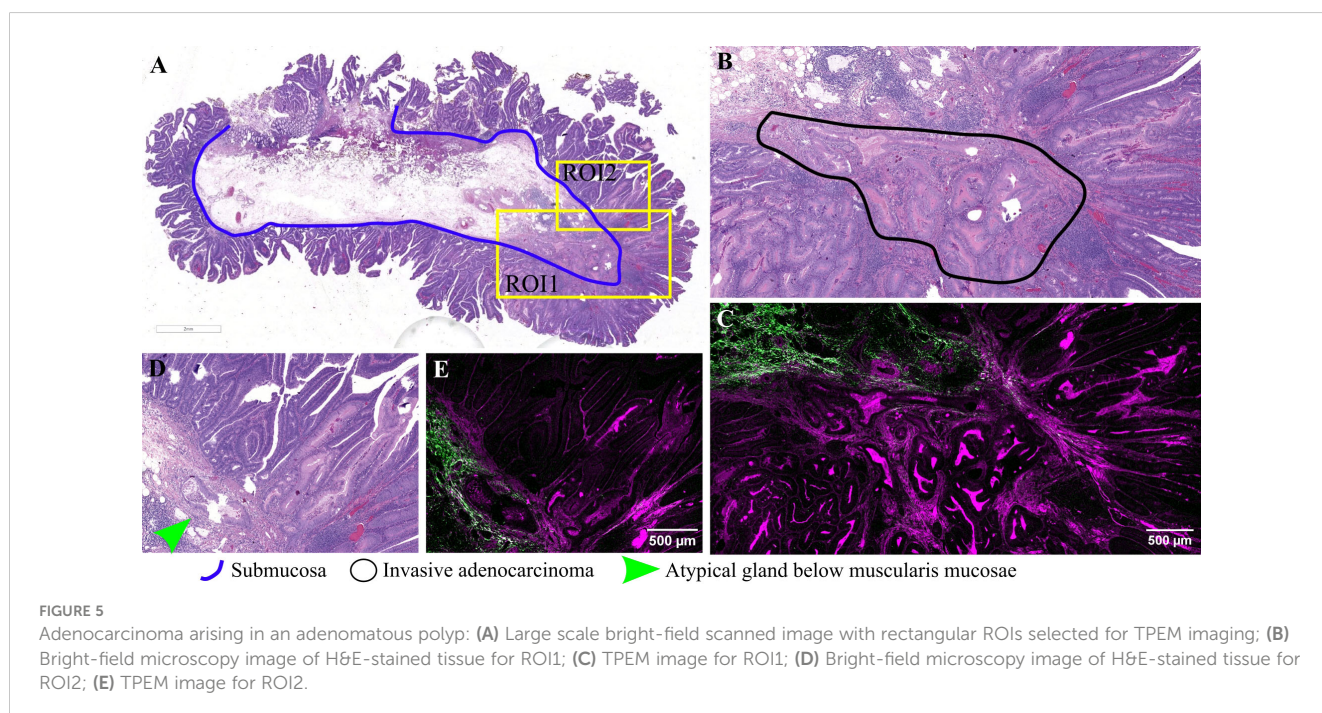 A
ROI2
ROI1
2mm
B
D
E
500 µm
C
500 µm
Submucosa
Invasive adenocarcinoma
Atypical gland below muscularis mucosae
FIGURE 5
Adenocarcinoma arising in an adenomatous polyp: (A) Large scale bright-field scanned image with rectangular ROIs selected for TPEM imaging; (B)
Bright-field microscopy image of H&E-stained tissue for ROI1; (C) TPEM image for ROI1; (D) Bright-field microscopy image of H&E-stained tissue for
ROI2; (E) TPEM image for ROI2.